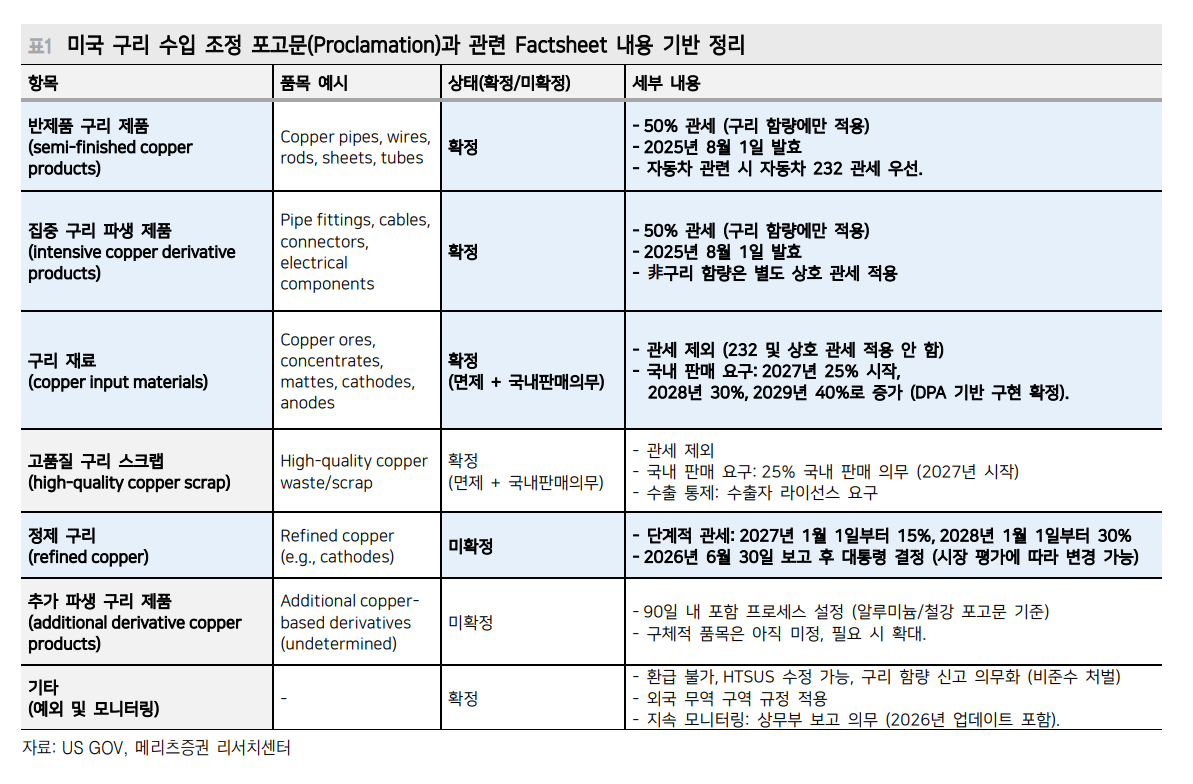 표1 미국 구리 수입 조정 포고문(Proclamation)과 관련 Factsheet 내용 기반 정리
항목 품목 예시 상태(확정/미확정) 세부 내용
반제품 구리 제품
(semi-finished copper
products)
Copper pipes, wires,
rods, sheets, tubes
확정
- 50% 관세 (구리 함량에만 적용)
- 2025년 8월 1일 발효
- 자동차 관련 시 자동차 232 관세 우선.
집중 구리 파생 제품
(intensive copper derivative
products)
Pipe fittings, cables,
connectors,
electrical
components
확정
- 50% 관세 (구리 함량에만 적용)
- 2025년 8월 1일 발효
- 非구리 함량은 별도 상호 관세 적용
구리 재료
(copper input materials)
Copper ores,
concentrates,
mattes, cathodes,
anodes
확정
(면제 + 국내판매의무)
- 관세 제외 (232 및 상호 관세 적용 안 함)
- 국내 판매 요구: 2027년 25% 시작,
2028년 30%, 2029년 40%로 증가 (DPA 기반 구현 확정).
고품질 구리 스크랩
(high-quality copper scrap)
High-quality copper
waste/scrap
확정
(면제 + 국내판매의무)
- 관세 제외
- 국내 판매 요구: 25% 국내 판매 의무 (2027년 시작)
- 수출 통제: 수출자 라이선스 요구
정제 구리
(refined copper)
Refined copper
(e.g., cathodes)
미확정
- 단계적 관세: 2027년 1월 1일부터 15%, 2028년 1월 1일부터 30%
- 2026년 6월 30일 보고 후 대통령 결정 (시장 평가에 따라 변경 가능)
추가 파생 구리 제품
(additional derivative copper
products)
Additional copper-
based derivatives
(undetermined)
미확정
- 90일 내 포함 프로세스 설정 (알루미늄/철강 포고문 기준)
- 구체적 품목은 아직 미정, 필요 시 확대.
기타
(예외 및 모니터링)
-
확정
- 환급 불가, HTSUS 수정 가능, 구리 함량 신고 의무화 (비준수 처벌)
- 외국 무역 구역 규정 적용
- 지속 모니터링: 상무부 보고 의무 (2026년 업데이트 포함).
자료: US GOV, 메리츠증권 리서치센터